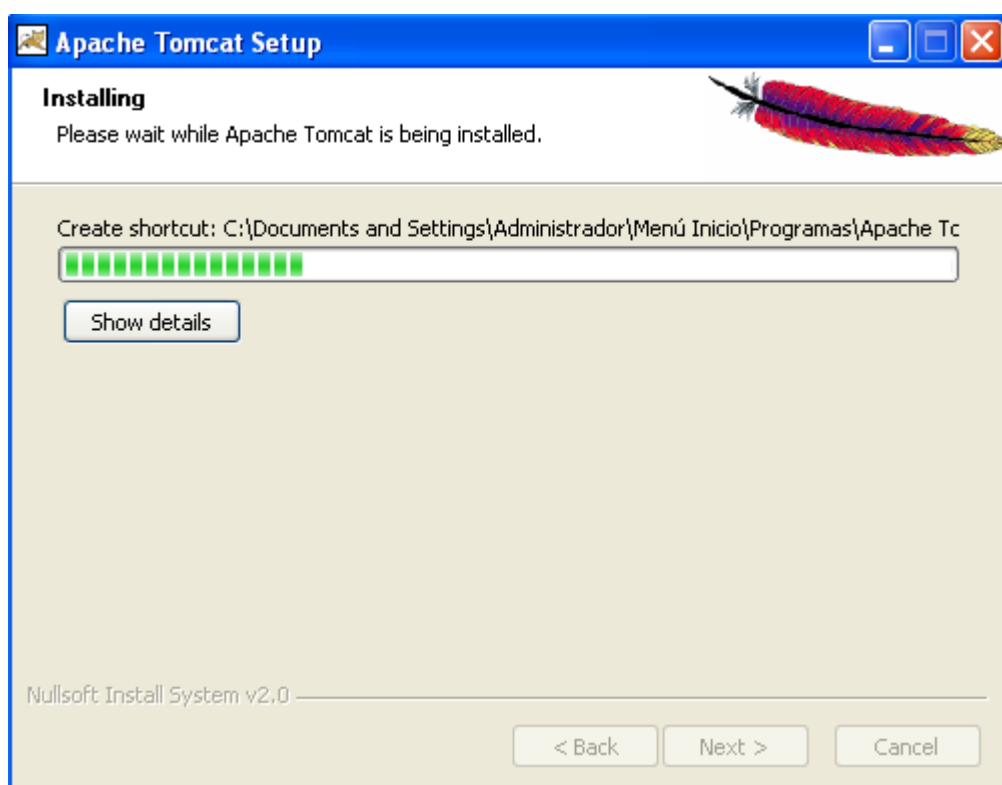 Apache Tomcat Setup
Installing
Please wait while Apache Tomcat is being installed.
Create shortcut: C:\Documents and Settings\Administrador\Menú Inicio\Programas\Apache Tc
Show details
Nullsoft Install System v2.0
< Back Next > Cancel